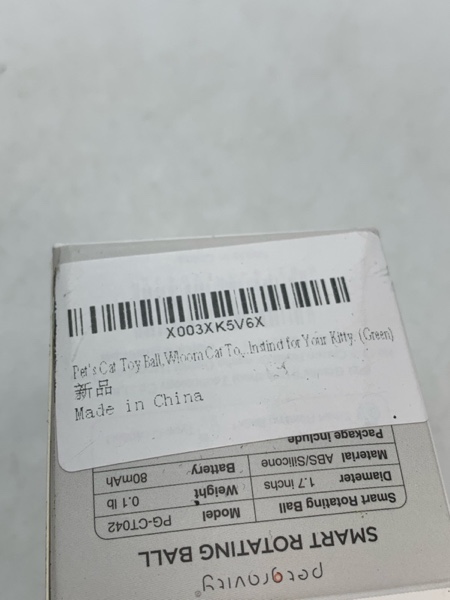 X003XK5V6X
Pet's Cat Toy Ball,Wloom Cat To...Instinct for Your Kitty. (Green)
新品
Made in China
petgravity
SMART ROTATING BALL
Smart Rotating Ball Model PG-CT042
Diameter 1.7 inchs Weight 0.1 lb
Material ABS/Silicone Battery 80mAh
Package include